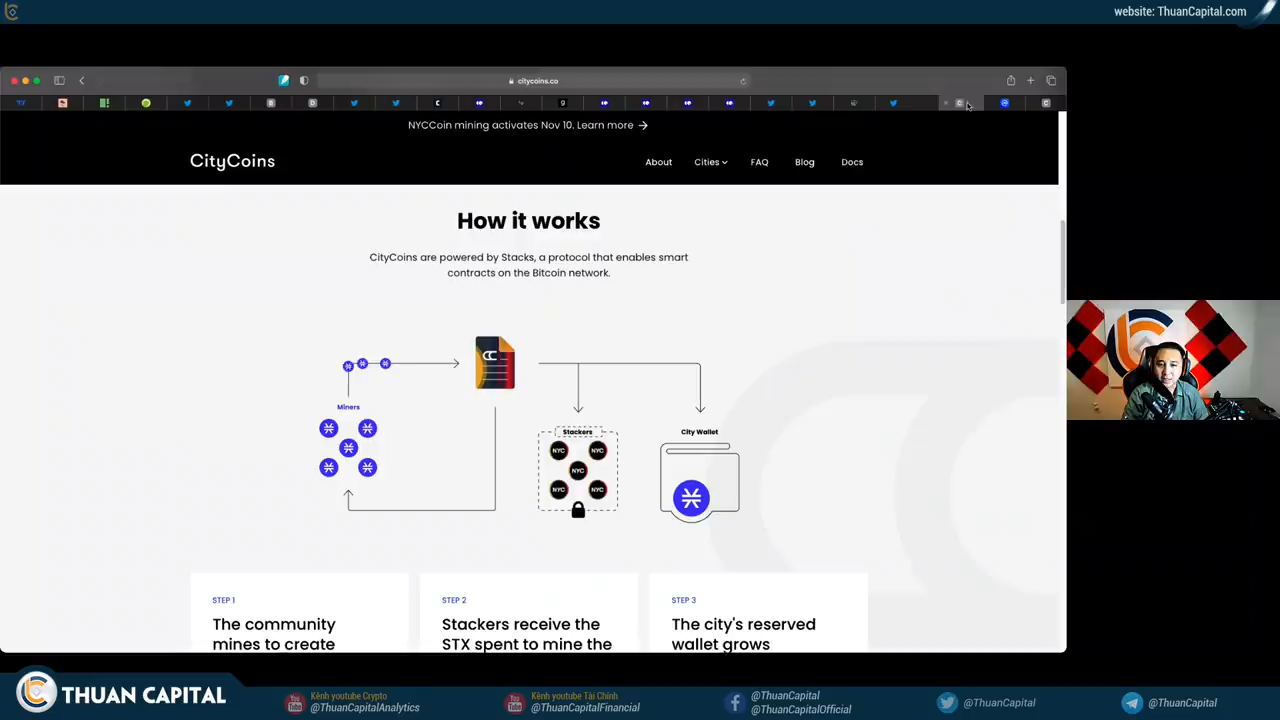 website: ThuanCapital.com
citycoins.co
NYCCoin mining activates Nov 10. Learn more →
CityCoins
About
Cities
FAQ
Blog
Docs
How it works
CityCoins are powered by Stacks, a protocol that enables smart
contracts on the Bitcoin network.
CC
Miners
Stackers
City Wallet
NYC
NYC
NYC
NYC
NYC
STEP 1
The community
mines to create
STEP 2
Stackers receive the
STX spent to mine the
STEP 3
The city's reserved
wallet grows
THUAN CAPITAL
Kênh youtube Crypto
@ThuanCapitalAnalytics
Kênh youtube Tài Chính
@ThuanCapitalFinancial
@ThuanCapital
@ThuanCapitalOfficial
@ThuanCapital
@ThuanCapital